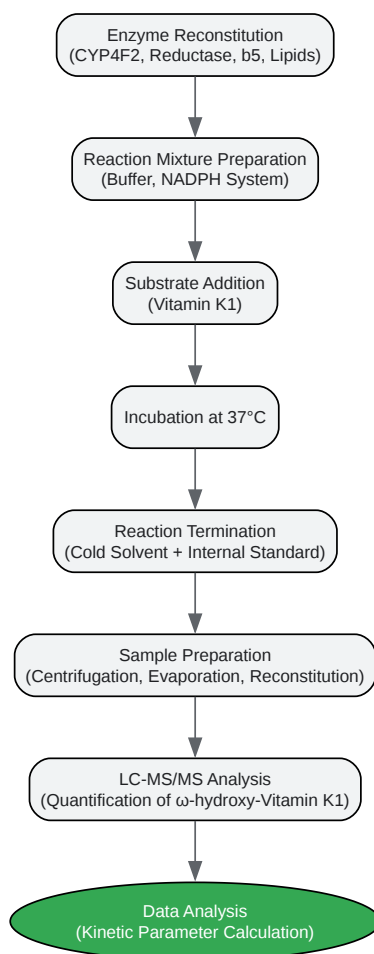 Enzyme Reconstitution
(CYP4F2, Reductase, b5, Lipids)
Reaction Mixture Preparation
(Buffer, NADPH System)
Substrate Addition
(Vitamin K1)
Incubation at 37°C
Reaction Termination
(Cold Solvent + Internal Standard)
Sample Preparation
(Centrifugation, Evaporation, Reconstitution)
LC-MS/MS Analysis
(Quantification of ω-hydroxy-Vitamin K1)
Data Analysis
(Kinetic Parameter Calculation)